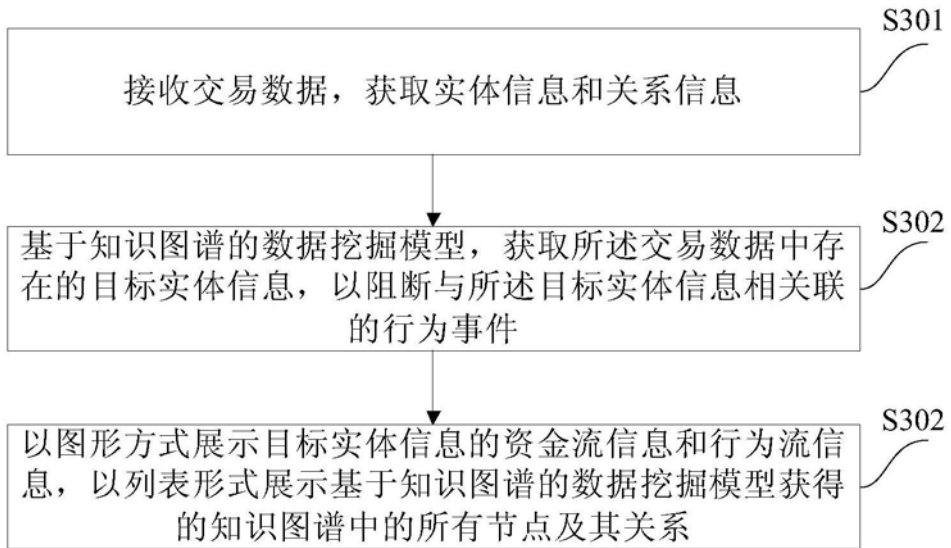 S301
接收交易数据，获取实体信息和关系信息
S302
基于知识图谱的数据挖掘模型，获取所述交易数据中存
在的目标实体信息，以阻断与所述目标实体信息相关联
的行为事件
S302
以图形方式展示目标实体信息的资金流信息和行为流信
息，以列表形式展示基于知识图谱的数据挖掘模型获得
的知识图谱中的所有节点及其关系